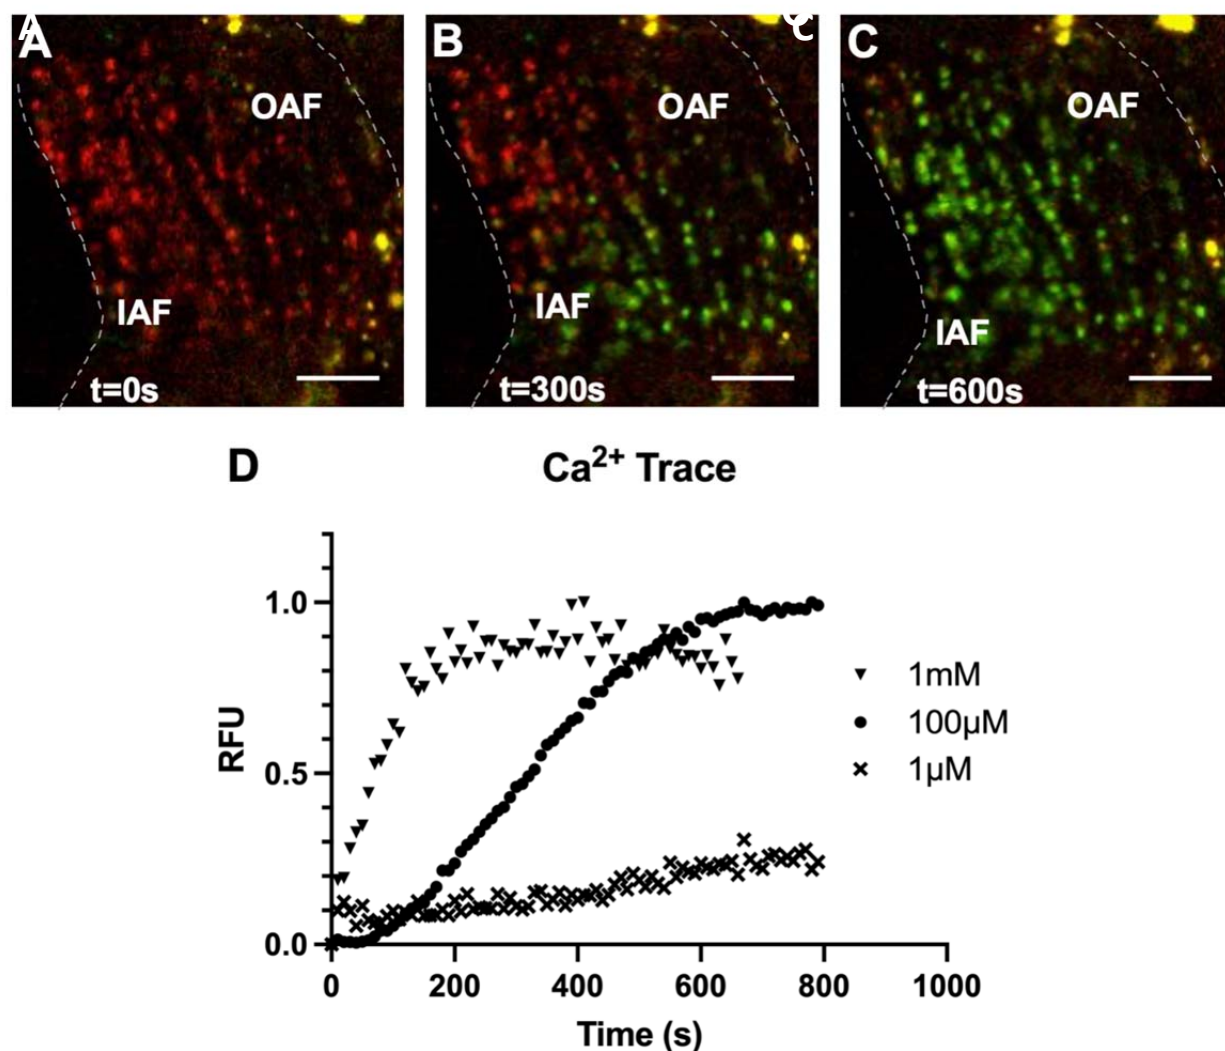 A
B
C
C
OAF
OAF
OAF
IAF
IAF
IAF
t=0s
t=300s
t=600s
D
Ca²⁺ Trace
1.0
0.5
0.0
RFU
0
200
400
600
800
1000
Time (s)
1mM
100µM
1µM